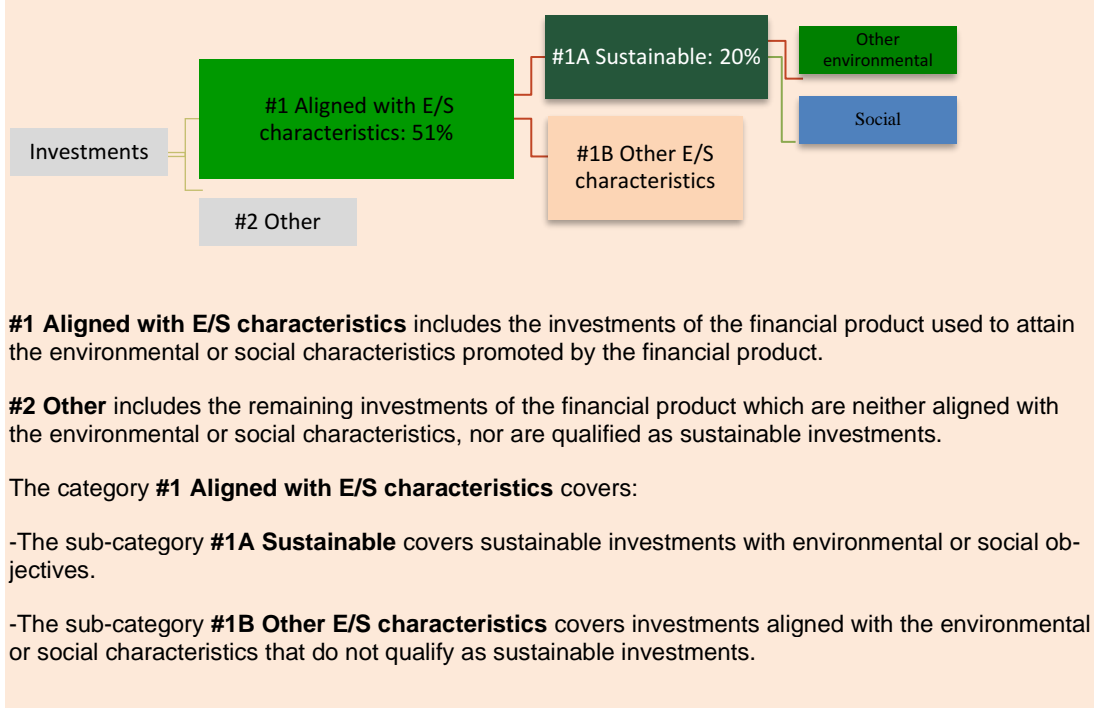 Investments
#1 Aligned with E/S
characteristics: 51%
#2 Other
#1A Sustainable: 20%
#1B Other E/S
characteristics
Other
environmental
Social
#1 Aligned with E/S characteristics includes the investments of the financial product used to attain
the environmental or social characteristics promoted by the financial product.
#2 Other includes the remaining investments of the financial product which are neither aligned with
the environmental or social characteristics, nor are qualified as sustainable investments.
The category #1 Aligned with E/S characteristics covers:
-The sub-category #1A Sustainable covers sustainable investments with environmental or social ob-
jectives.
-The sub-category #1B Other E/S characteristics covers investments aligned with the environmental
or social characteristics that do not qualify as sustainable investments.